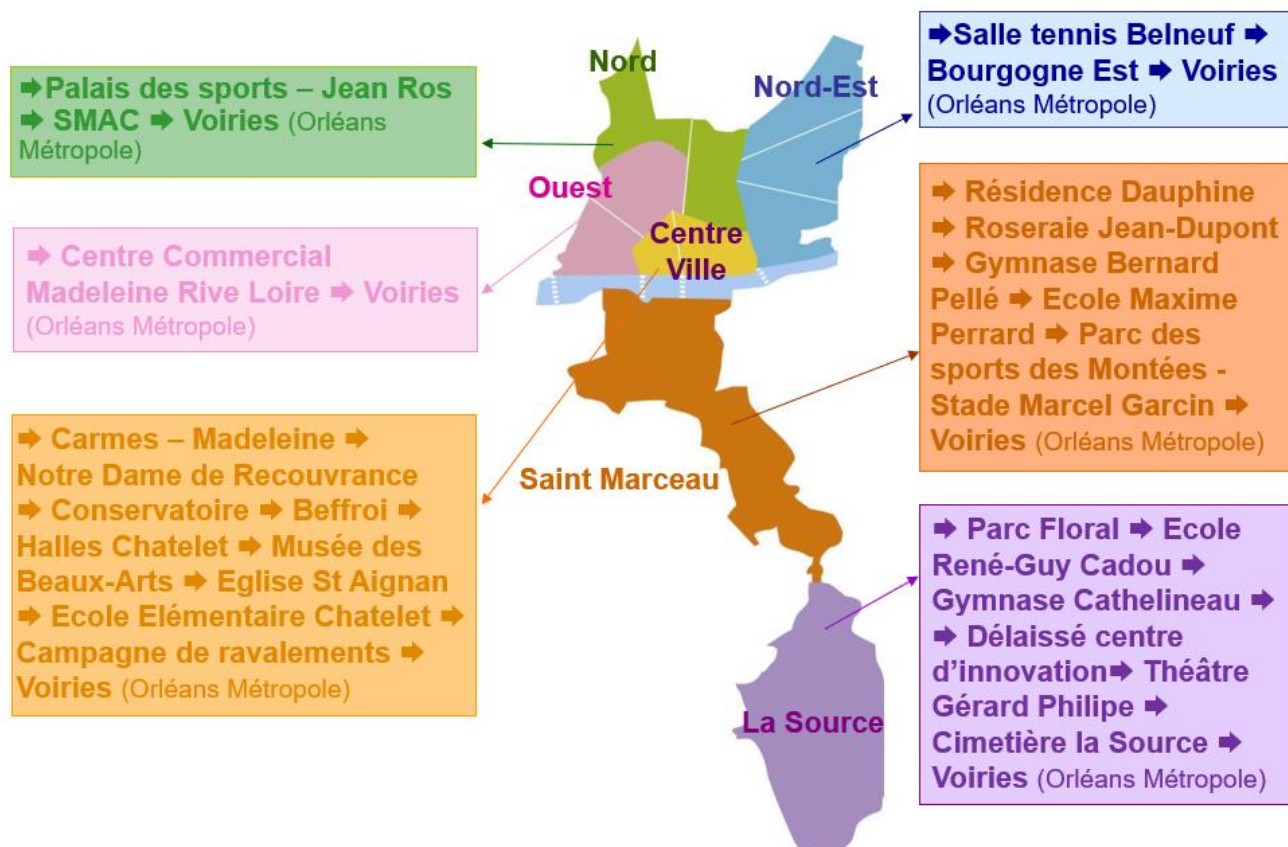 Nord
Nord-Est
Ouest
Centre
Ville
Saint Marceau
La Source
➡Palais des sports – Jean Ros
➡ SMAC ➡ Voiries (Orléans
Métropole)
➡ Centre Commercial
Madeleine Rive Loire ➡ Voiries
(Orléans Métropole)
➡ Carmes – Madeleine ➡
Notre Dame de Recouvrance
➡ Conservatoire ➡ Beffroi ➡
Halles Chatelet ➡ Musée des
Beaux-Arts ➡ Eglise St Aignan
➡ Ecole Elémentaire Chatelet ➡
Campagne de ravalements ➡
Voiries (Orléans Métropole)
➡Salle tennis Belneuf ➡
Bourgogne Est ➡ Voiries
(Orléans Métropole)
➡ Résidence Dauphine
➡ Roseraie Jean-Dupont
➡ Gymnase Bernard
Pellé ➡ Ecole Maxime
Perrard ➡ Parc des
sports des Montées -
Stade Marcel Garcin ➡
Voiries (Orléans Métropole)
➡ Parc Floral ➡ Ecole
René-Guy Cadou ➡
Gymnase Cathelineau ➡
➡ Délaissé centre
d’innovation➡ Théâtre
Gérard Philipe ➡
Cimetière la Source ➡
Voiries (Orléans Métropole)